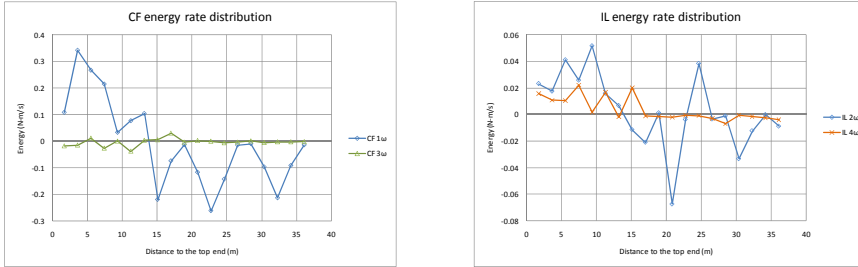 CF energy rate distribution
0.4
0.3
0.2
0.1
0
-0.1
-0.2
-0.3
Energy (N·m/s)
0 5 10 15 20 25 30 35 40
Distance to the top end (m)
CF 1ω
CF 3ω
IL energy rate distribution
0.06
0.04
0.02
0
-0.02
-0.04
-0.06
-0.08
Energy (N·m/s)
0 5 10 15 20 25 30 35 40
Distance to the top end (m)
IL 2ω
IL 4ω